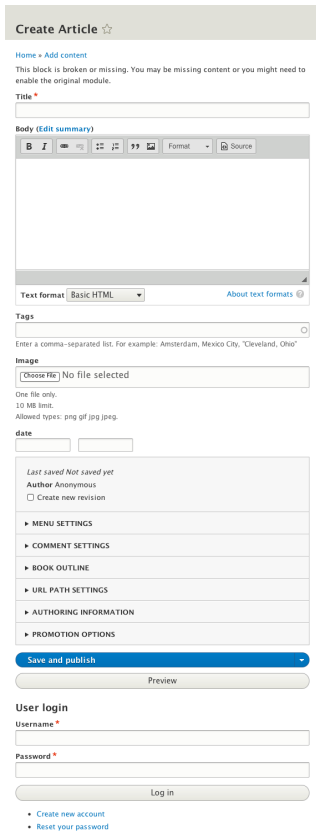 Create Article
Home » Add content
This block is broken or missing. You may be missing content or you might need to
enable the original module.
Title *
Body (Edit summary)
B I Format Source
Text format Basic HTML About text formats
Tags
Enter a comma-separated list. For example: Amsterdam, Mexico City, "Cleveland, Ohio"
Image
Choose File No file selected
One file only.
10 MB limit.
Allowed types: png gif jpg jpeg.
date
Last saved Not saved yet
Author Anonymous
Create new revision
MENU SETTINGS
COMMENT SETTINGS
BOOK OUTLINE
URL PATH SETTINGS
AUTHORING INFORMATION
PROMOTION OPTIONS
Save and publish
Preview
User login
Username *
Password *
Log in
Create new account
Reset your password